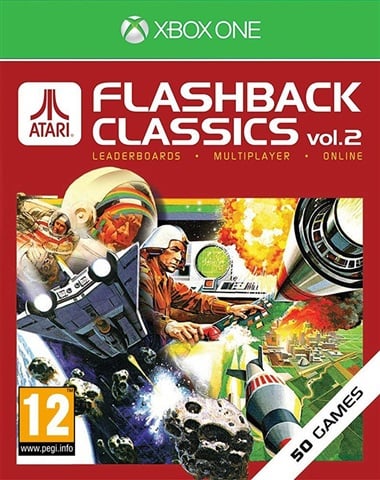 XBOX ONE
ATARI
FLASHBACK
CLASSICS vol.2
LEADERBOARDS • MULTIPLAYER • ONLINE
12
www.pegi.info
50 GAMES